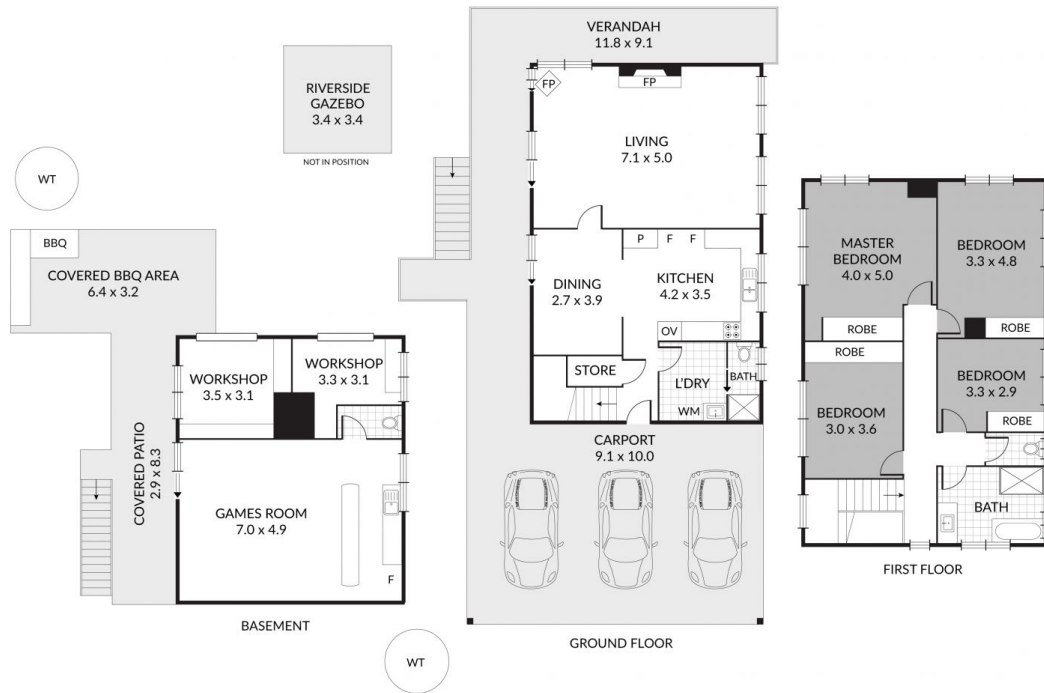 VERANDAH
11.8 x 9.1
RIVERSIDE
GAZEBO
3.4 x 3.4
NOT IN POSITION
WT
BBQ
COVERED BBQ AREA
6.4 x 3.2
WORKSHOP
3.5 x 3.1
WORKSHOP
3.3 x 3.1
COVERED PATIO
2.9 x 8.3
GAMES ROOM
7.0 x 4.9
F
BASEMENT
WT
FP
FP
LIVING
7.1 x 5.0
P F F
DINING
2.7 x 3.9
KITCHEN
4.2 x 3.5
OV
STORE
L'DRY
BATH
WM
CARPORT
9.1 x 10.0
GROUND FLOOR
MASTER
BEDROOM
4.0 x 5.0
BEDROOM
3.3 x 4.8
ROBE
ROBE
ROBE
BEDROOM
3.3 x 2.9
BEDROOM
3.0 x 3.6
ROBE
BATH
FIRST FLOOR